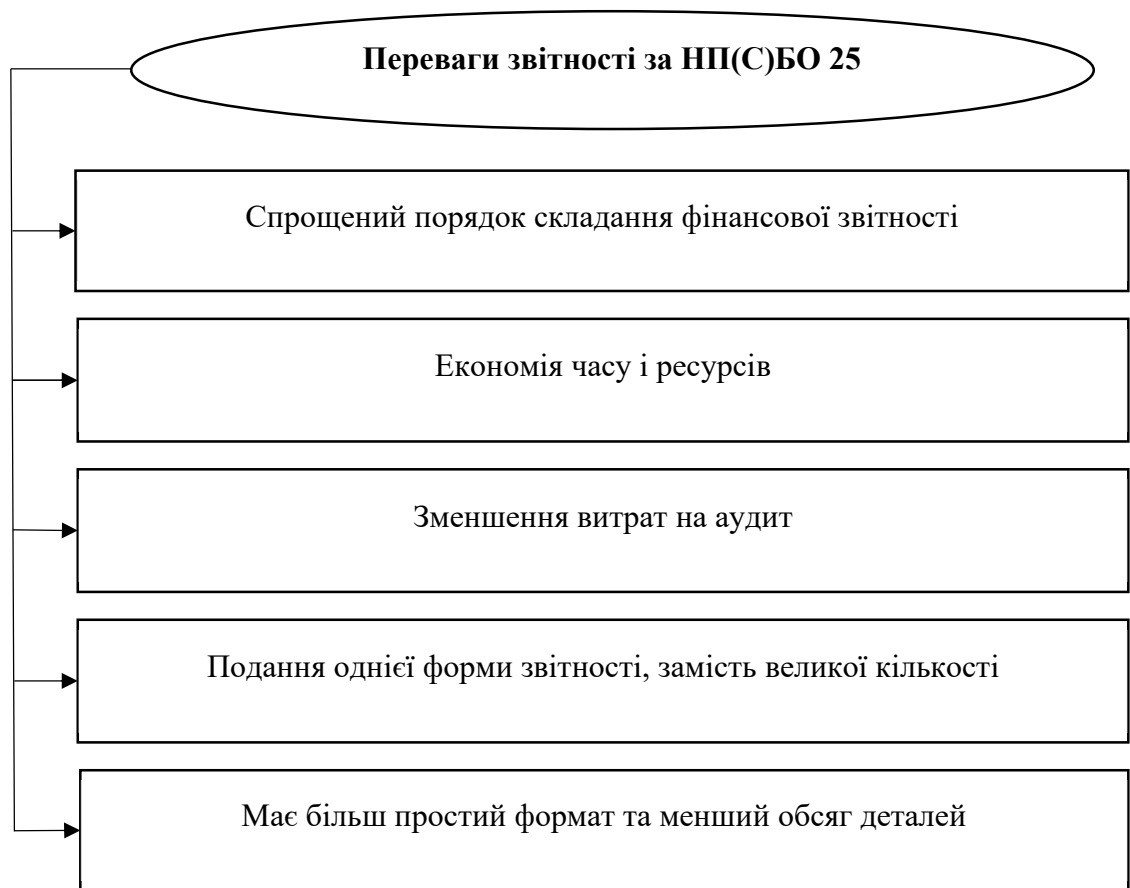 Переваги звітності за НП(С)БО 25
Спрощений порядок складання фінансової звітності
Економія часу і ресурсів
Зменшення витрат на аудит
Подання однієї форми звітності, замість великої кількості
Має більш простий формат та менший обсяг деталей